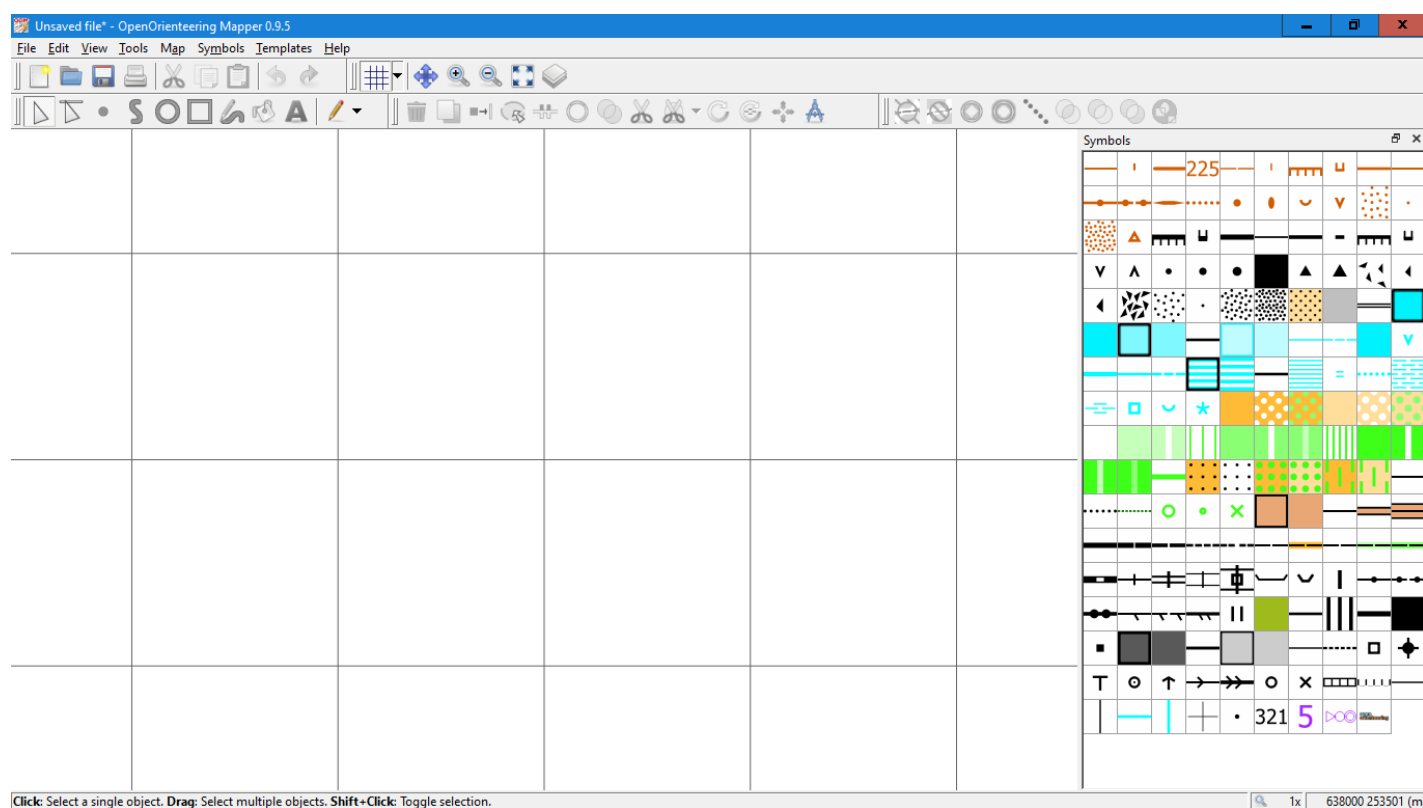 Unsaved file* - OpenOrienteering Mapper 0.9.5
File Edit View Tools Map Symbols Templates Help
Symbols
225
321 5
Click: Select a single object. Drag: Select multiple objects. Shift+Click: Toggle selection.
1x 638000 253501 (m